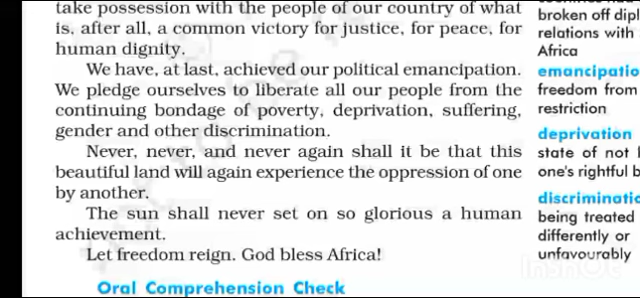 take possession with the people of our country of what
is, after all, a common victory for justice, for peace, for
human dignity.
We have, at last, achieved our political emancipation.
We pledge ourselves to liberate all our people from the
continuing bondage of poverty, deprivation, suffering,
gender and other discrimination.
Never, never, and never again shall it be that this
beautiful land will again experience the oppression of one
by another.
The sun shall never set on so glorious a human
achievement.
Let freedom reign. God bless Africa!
Oral Comprehension Check
broken off dipl
relations with
Africa
emancipatio
freedom from
restriction
deprivation
state of not
one's rightful b
discriminatio
being treated
differently or
unfavourably
InShot